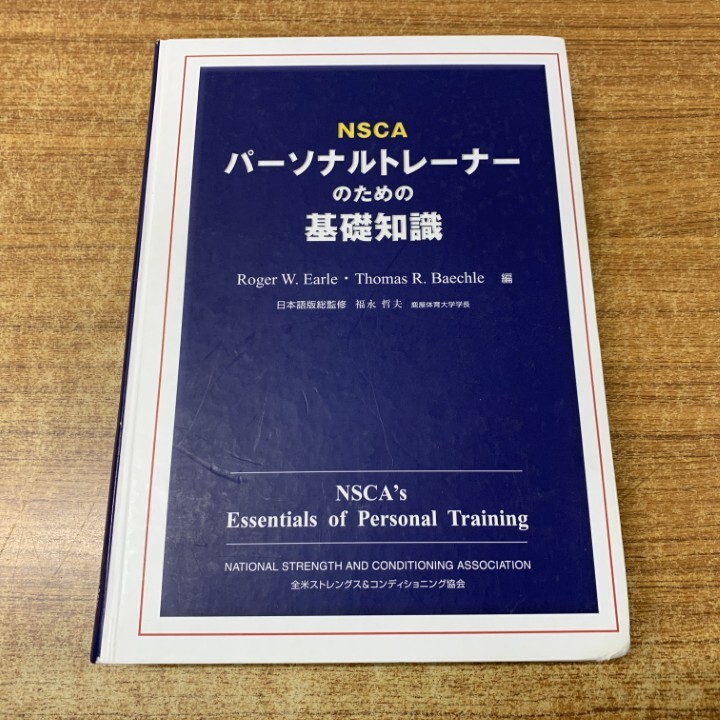 NSCA
パーソナルトレーナー
のための
基礎知識
Roger W. Earle・Thomas R. Baechle 編
日本語版総監修 福永 哲夫 鹿屋体育大学学長
NSCA's
Essentials of Personal Training
NATIONAL STRENGTH AND CONDITIONING ASSOCIATION
全米ストレングス&コンディショニング協会